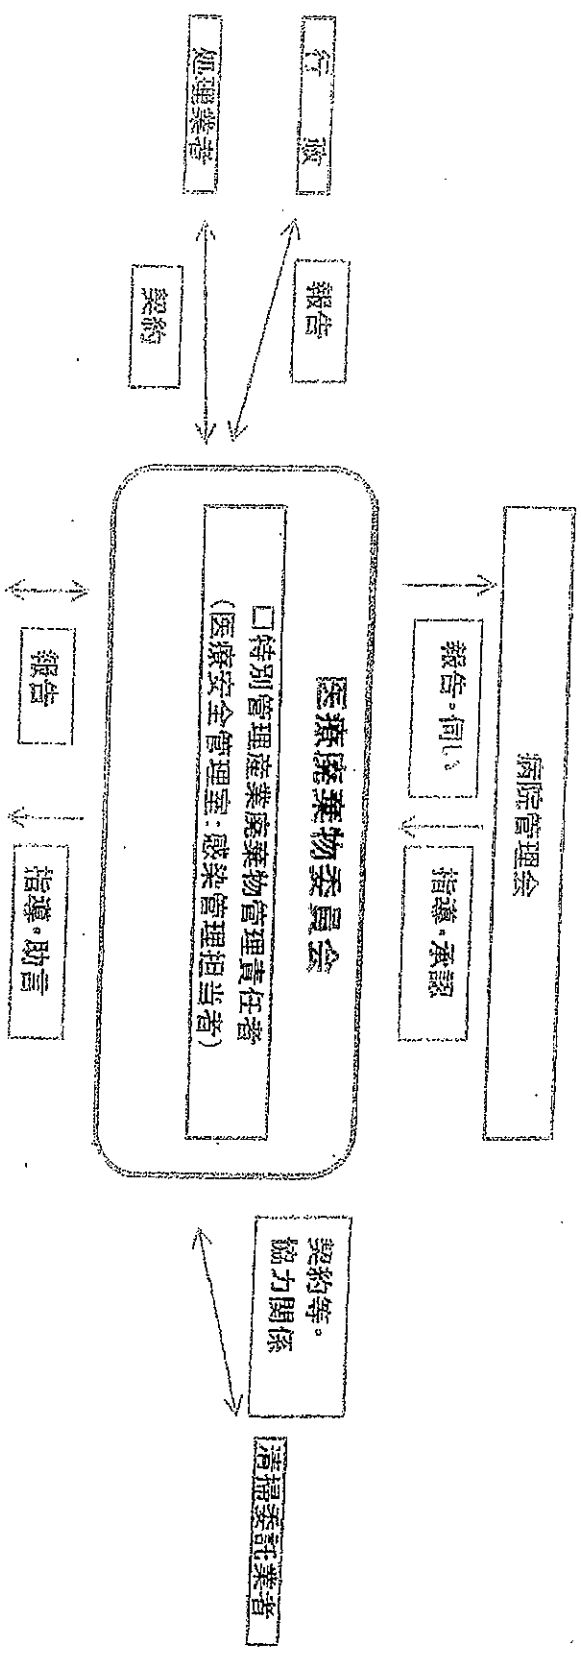 病院管理会
報告・伺い
指導・承認
行　政
報告
処理業者
契約
医療廃棄物委員会
□特別管理産業廃棄物管理責任者
(医療安全管理室：感染管理担当者)
契約等・
協力関係
清掃委託業者
報告
指導・助言